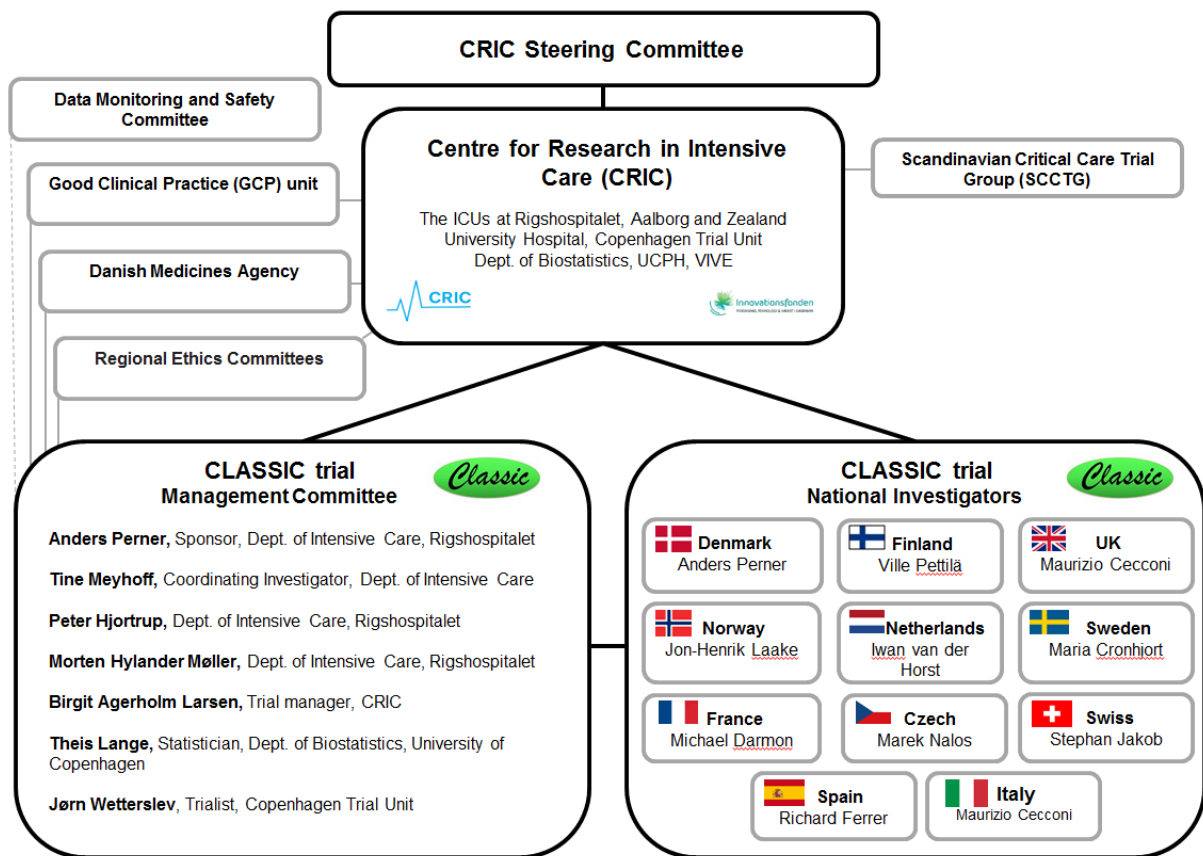 CRIC Steering Committee
Data Monitoring and Safety
Committee
Centre for Research in Intensive
Care (CRIC)
The ICUs at Rigshospitalet, Aalborg and Zealand
University Hospital, Copenhagen Trial Unit
Dept. of Biostatistics, UCPH, VIVE
CRIC
innovationsfonden
Scandinavian Critical Care Trial
Group (SCCTG)
Good Clinical Practice (GCP) unit
Danish Medicines Agency
Regional Ethics Committees
CLASSIC trial
Management Committee
Classic
Anders Perner, Sponsor, Dept. of Intensive Care, Rigshospitalet
Tine Meyhoff, Coordinating Investigator, Dept. of Intensive Care
Peter Hjortrup, Dept. of Intensive Care, Rigshospitalet
Morten Hylander Møller, Dept. of Intensive Care, Rigshospitalet
Birgit Agerholm Larsen, Trial manager, CRIC
Theis Lange, Statistician, Dept. of Biostatistics, University of
Copenhagen
Jørn Wetterslev, Trialist, Copenhagen Trial Unit
CLASSIC trial
National Investigators
Classic
Denmark
Anders Perner
Finland
Ville Pettilä
UK
Maurizio Cecconi
Norway
Jon-Henrik Laake
Netherlands
Iwan van der
Horst
Sweden
Maria Cronhjort
France
Michael Darmon
Czech
Marek Nalos
Swiss
Stephan Jakob
Spain
Richard Ferrer
Italy
Maurizio Cecconi